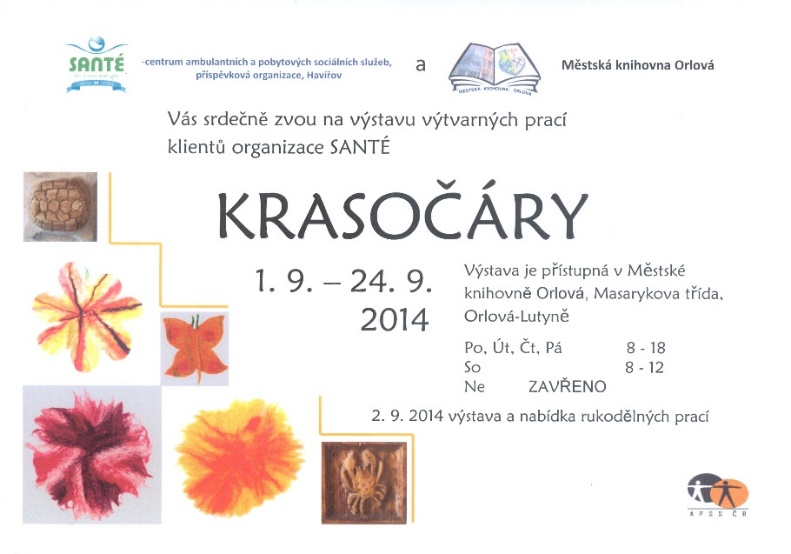 SANTÉ
-centrum ambulantních a pobytových sociálních služeb,
příspěvková organizace, Havířov
a
MĚSTSKÁ KNIHOVNA ORLOVÁ
Městská knihovna Orlová
Vás srdečně zvou na výstavu výtvarných prací
klientů organizace SANTÉ
KRASOČÁRY
1. 9. – 24. 9.
2014
Výstava je přístupná v Městské
knihovně Orlová, Masarykova třída,
Orlová-Lutyně
Po, Út, Čt, Pá 8 - 18
So 8 - 12
Ne ZAVŘENO
2. 9. 2014 výstava a nabídka rukodělných prací
KPSS ČR